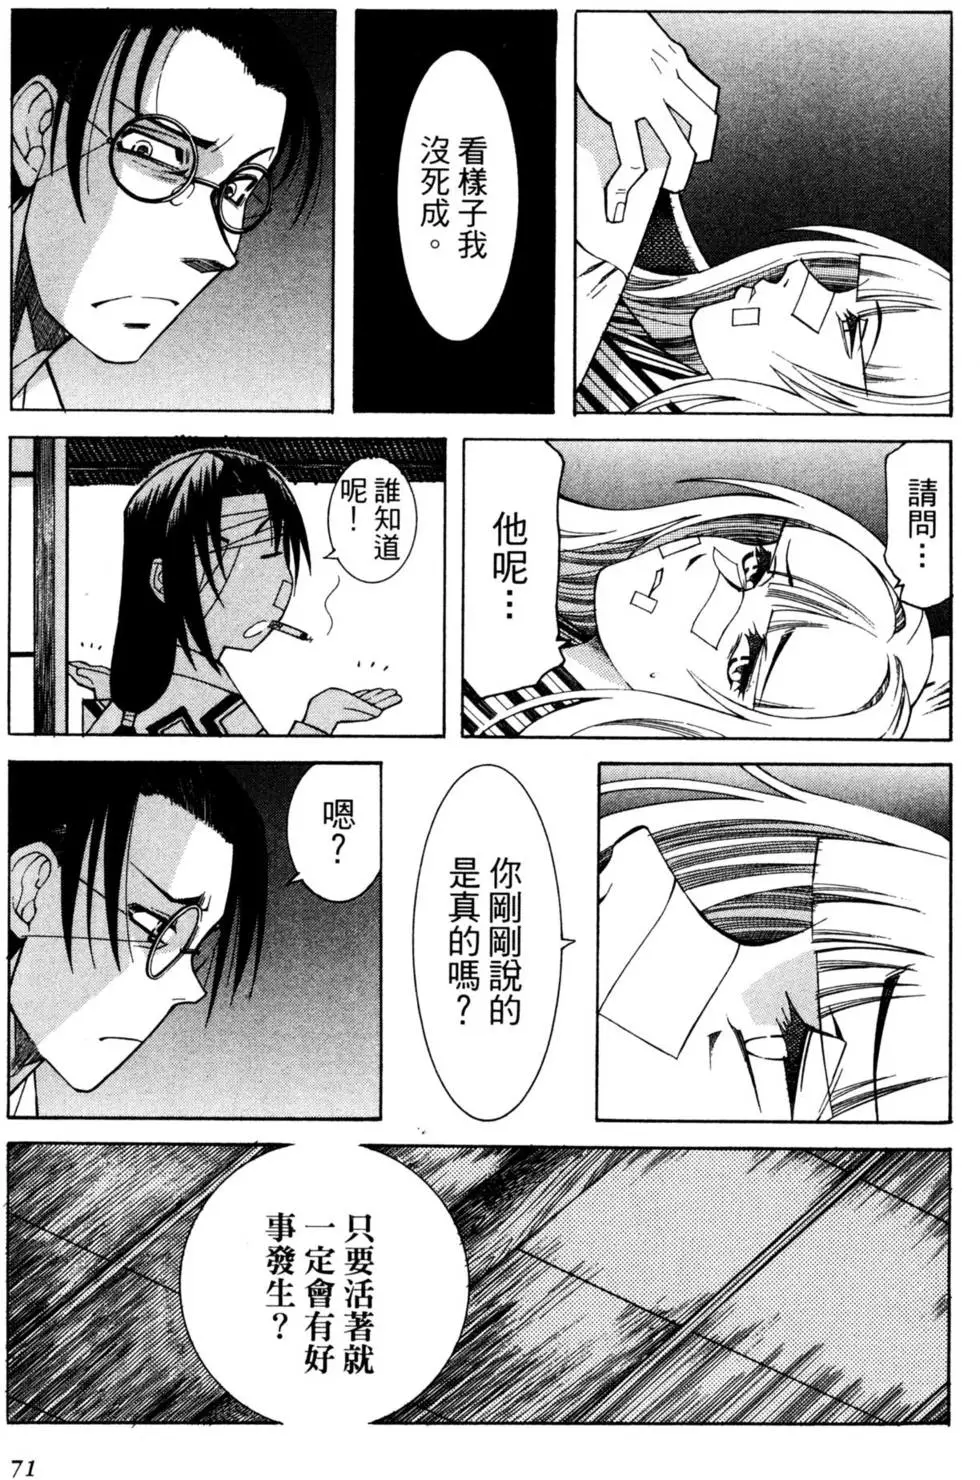 看樣子我
沒死成。
請問…
他呢…
誰知道
呢！
你剛剛說的
是真的嗎？
嗯？
只要活著就
一定會有好
事發生？
71